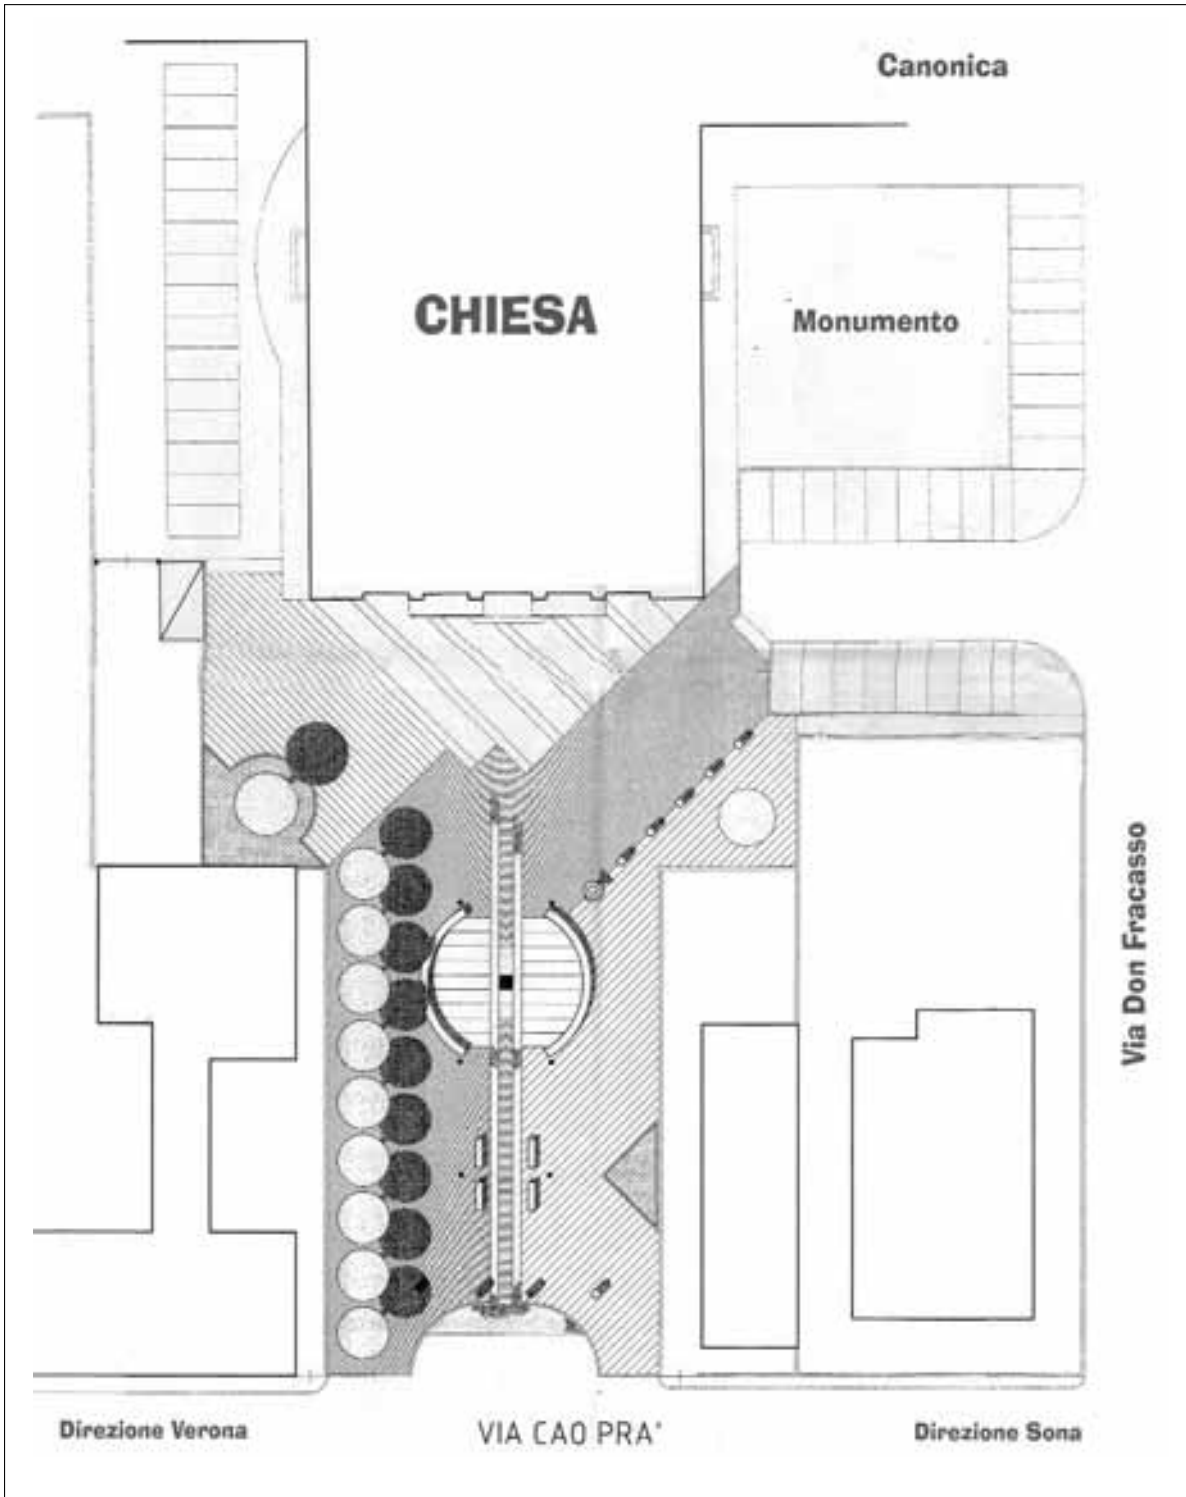 Canonica
CHIESA
Monumento
Via Don Fracasso
Direzione Verona
VIA CAO PRA'
Direzione Sona